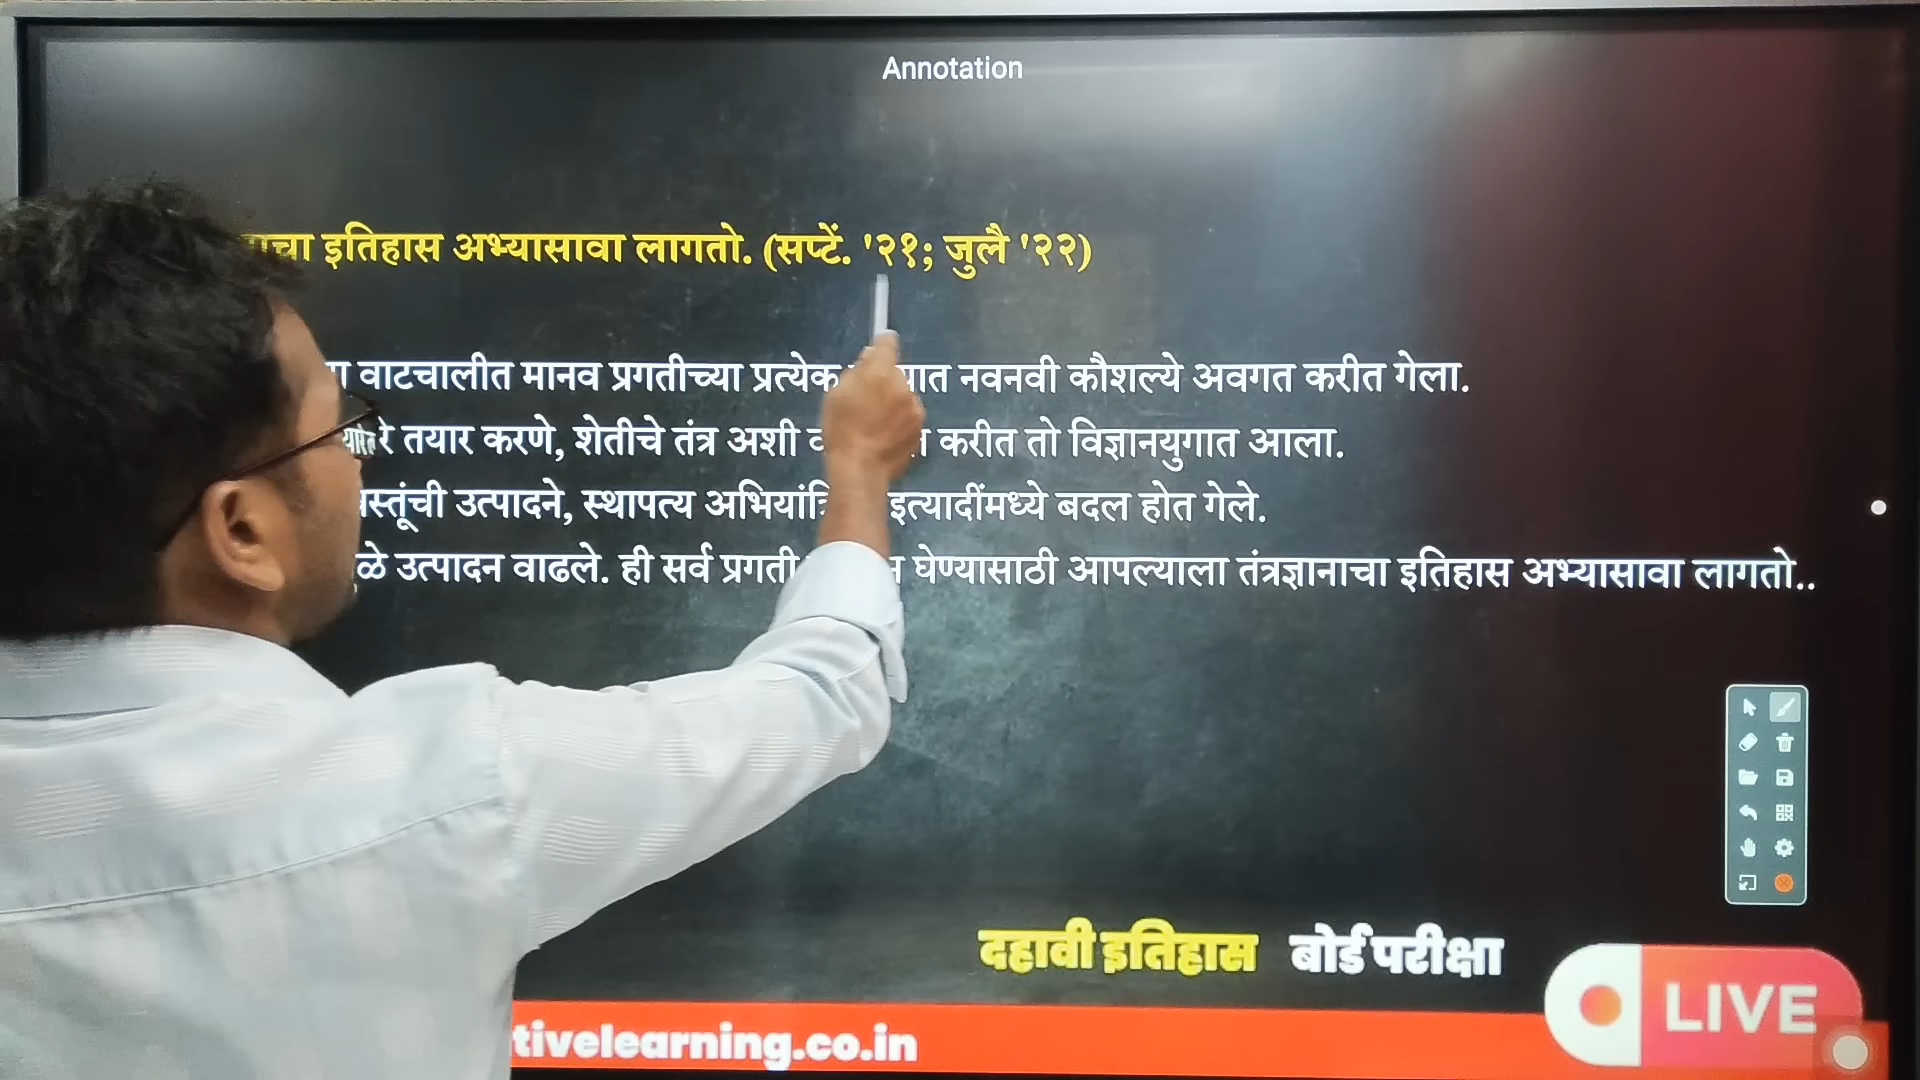 Annotation
इतिहास अभ्यासावा लागतो. (सप्टें. '२१; जुलै '२२)
वाटचालीत मानव प्रगतीच्या प्रत्येक नवनवी कौशल्ये अवगत करीत गेला.
तयार करणे, शेतीचे तंत्र अशी करीत तो विज्ञानयुगात आला.
उत्पादने, स्थापत्य इत्यादींमध्ये बदल होत गेले.
उत्पादन वाढले. ही सर्व प्रगती घेण्यासाठी आपल्याला तंत्रज्ञानाचा इतिहास अभ्यासावा लागतो..
दहावी इतिहास बोर्ड परीक्षा
LIVE
tivelearning.co.in